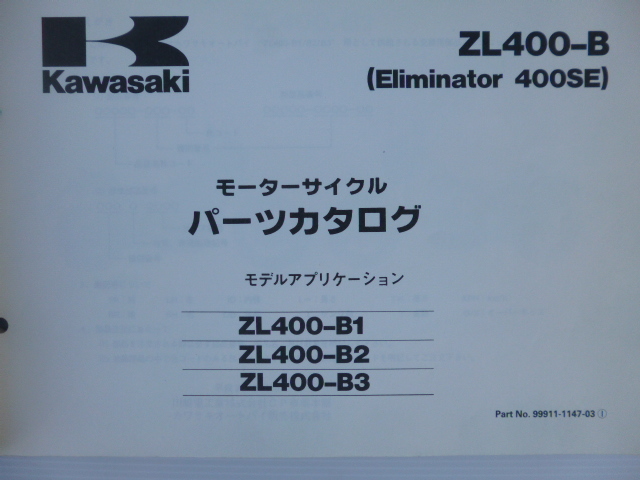 Kawasaki
ZL400-B
(Eliminator 400SE)
モーターサイクル
パーツカタログ
モデルアプリケーション
ZL400-B1
ZL400-B2
ZL400-B3
Part No. 99911-1147-03 ①